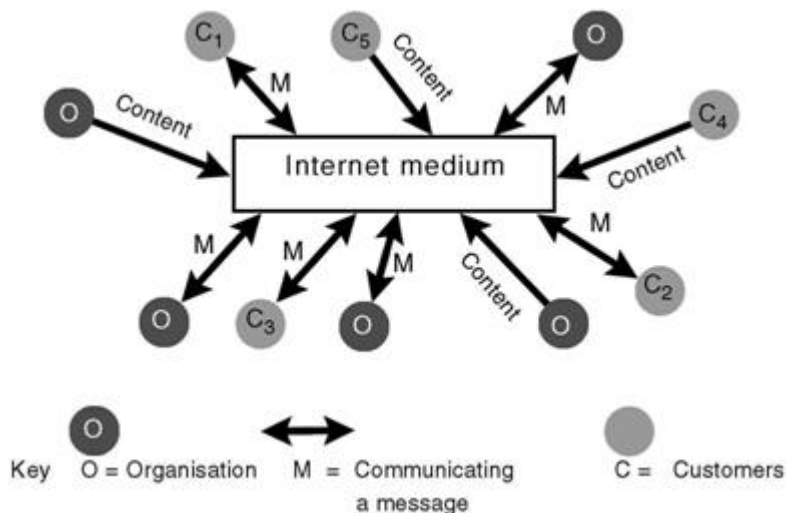 C1
C5
O
M
Content
M
O
Content
C4
Internet medium
Content
M
M
M
M
Content
C2
O
C3
O
O
O
Key O = Organisation M = Communicating a message C = Customers